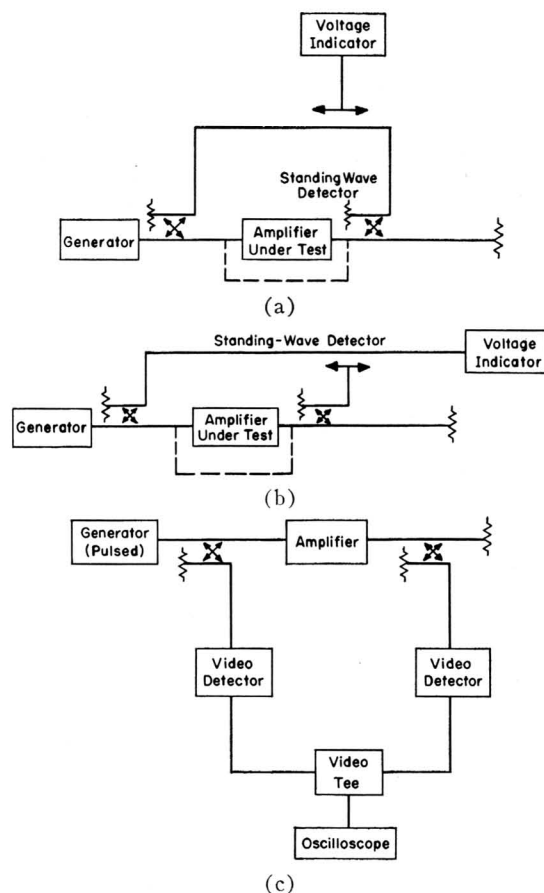 Voltage
Indicator
Standing Wave
Detector
Generator
Amplifier
Under Test
(a)
Standing-Wave Detector
Voltage
Indicator
Generator
Amplifier
Under Test
(b)
Generator
(Pulsed)
Amplifier
Video
Detector
Video
Detector
Video
Tee
Oscilloscope
(c)